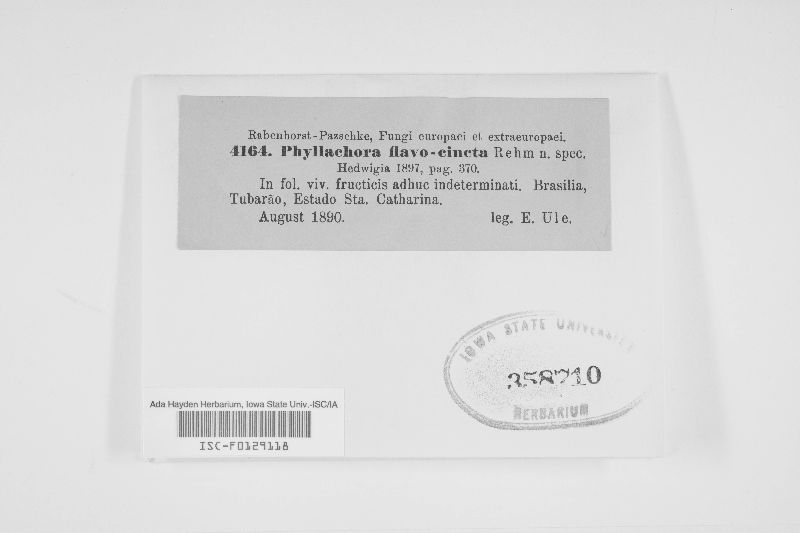 Rabenhorst-Pazschke, Fungi europaei et extraeuropaei.
4164. Phyllachora flavo-cincta Rehm n. spec.
Hedwigia 1897, pag. 370.
In fol. viv. fructicis adhuc indeterminati. Brasilia,
Tubarão, Estado Sta. Catharina.
August 1890. leg. E. Ule.
IOWA STATE UNIVERSITY
358710
HERBARIUM
Ada Hayden Herbarium, Iowa State Univ.-ISC/IA
ISC-F0129118